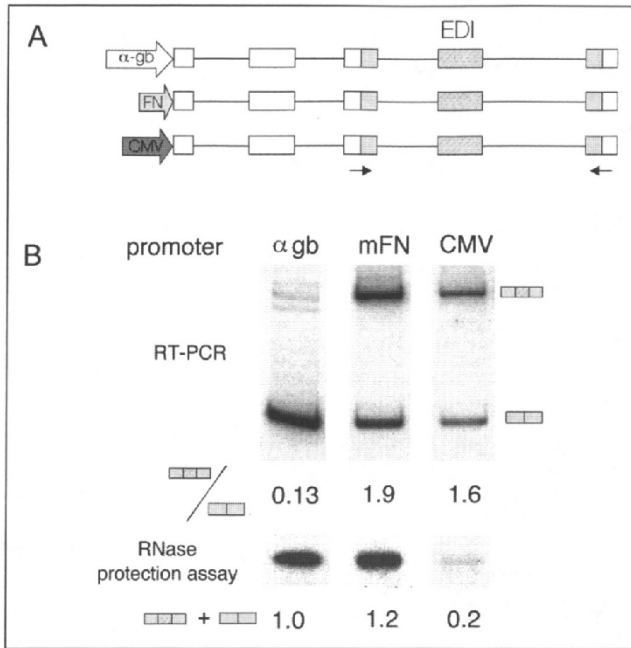 A
EDI
α-gb
FN
CMV
B
promoter
α gb mFN CMV
RT-PCR
0.13 1.9 1.6
RNase
protection assay
+ 1.0 1.2 0.2